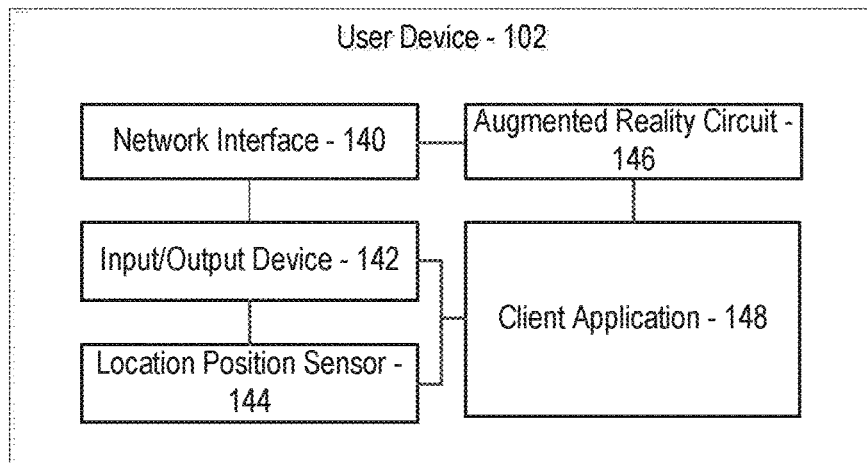 User Device - 102
Network Interface - 140
Augmented Reality Circuit -
146
Input/Output Device - 142
Client Application - 148
Location Position Sensor -
144